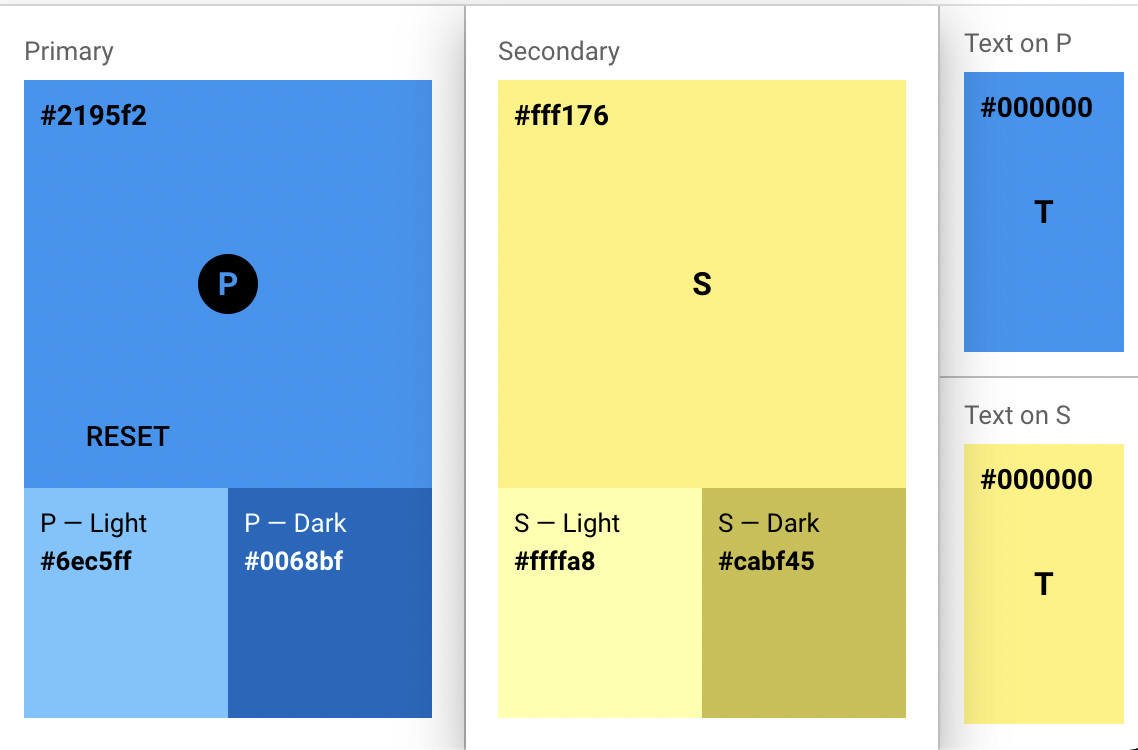 Primary
#2195f2
P
RESET
P — Light
#6ec5ff
P — Dark
#0068bf
Secondary
#fff176
S
S — Light
#ffffa8
S — Dark
#cabf45
Text on P
#000000
T
Text on S
#000000
T